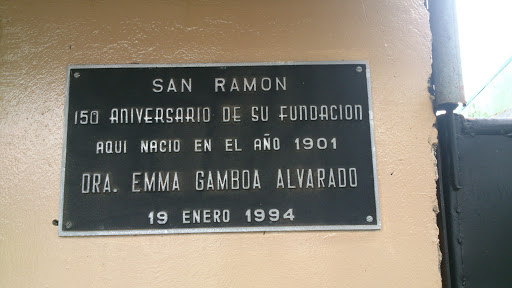 SAN RAMON
150 ANIVERSARIO DE SU FUNDACION
AQUI NACIO EN EL AÑO 1901
DRA. EMMA GAMBOA ALVARADO
19 ENERO 1994